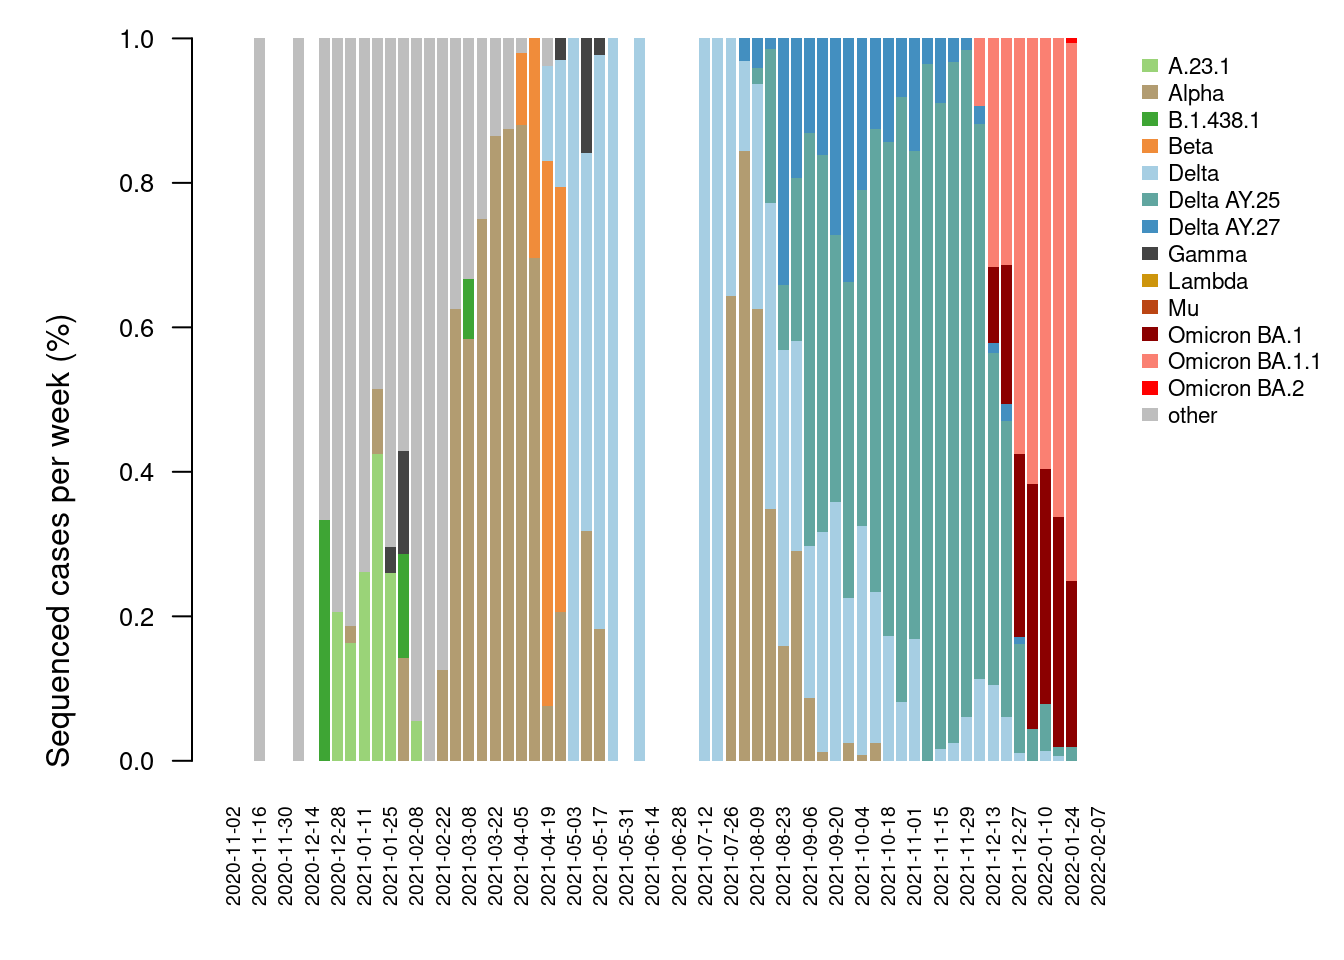 Sequenced cases per week (%)
1.0
0.8
0.6
0.4
0.2
0.0
2020-11-02
2020-11-16
2020-11-30
2020-12-14
2020-12-28
2021-01-11
2021-01-25
2021-02-08
2021-02-22
2021-03-08
2021-03-22
2021-04-05
2021-04-19
2021-05-03
2021-05-17
2021-05-31
2021-06-14
2021-06-28
2021-07-12
2021-07-26
2021-08-09
2021-08-23
2021-09-06
2021-09-20
2021-10-04
2021-10-18
2021-11-01
2021-11-15
2021-11-29
2021-12-13
2021-12-27
2022-01-10
2022-01-24
2022-02-07
A.23.1
Alpha
B.1.438.1
Beta
Delta
Delta AY.25
Delta AY.27
Gamma
Lambda
Mu
Omicron BA.1
Omicron BA.1.1
Omicron BA.2
other